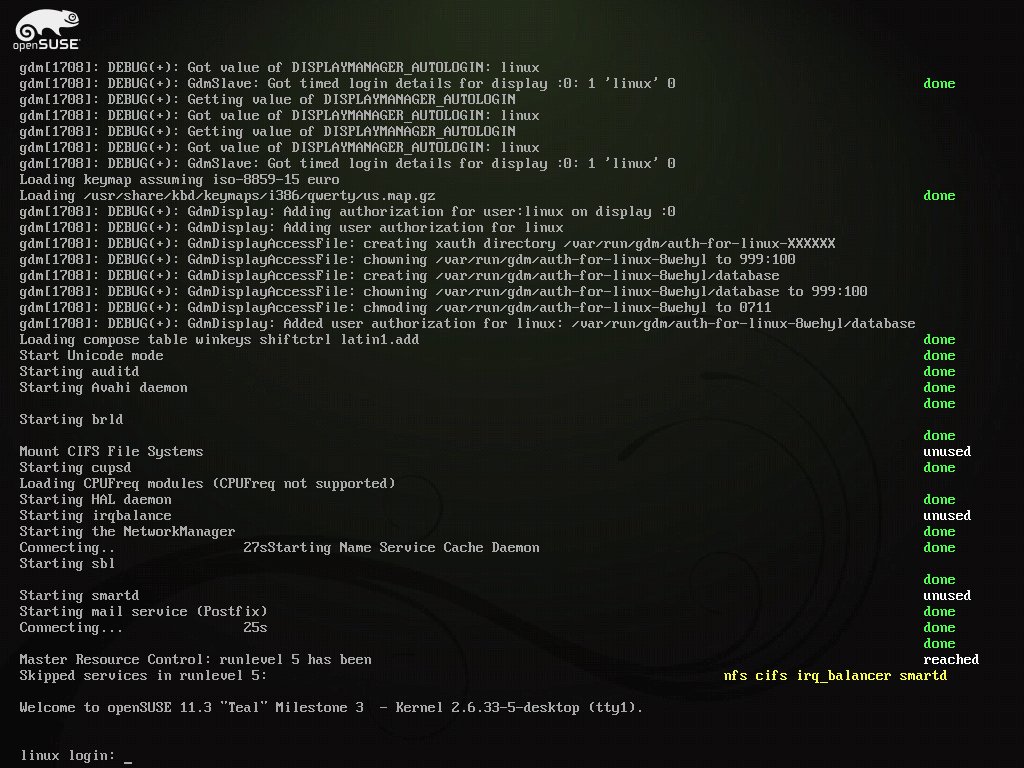 openSUSE
gdm[1708]: DEBUG(+): Got value of DISPLAYMANAGER_AUTOLOGIN: linux
gdm[1708]: DEBUG(+): GdmSlave: Got timed login details for display :0: 1 'linux' 0 done
gdm[1708]: DEBUG(+): Getting value of DISPLAYMANAGER_AUTOLOGIN
gdm[1708]: DEBUG(+): Got value of DISPLAYMANAGER_AUTOLOGIN: linux
gdm[1708]: DEBUG(+): Getting value of DISPLAYMANAGER_AUTOLOGIN
gdm[1708]: DEBUG(+): Got value of DISPLAYMANAGER_AUTOLOGIN: linux
gdm[1708]: DEBUG(+): GdmSlave: Got timed login details for display :0: 1 'linux' 0
Loading keymap assuming iso-8859-15 euro
Loading /usr/share/kbd/keymaps/i386/qwerty/us.map.gz done
gdm[1708]: DEBUG(+): GdmDisplay: Adding authorization for user:linux on display :0
gdm[1708]: DEBUG(+): GdmDisplay: Adding user authorization for linux
gdm[1708]: DEBUG(+): GdmDisplayAccessFile: creating xauth directory /var/run/gdm/auth-for-linux-XXXXXX
gdm[1708]: DEBUG(+): GdmDisplayAccessFile: chowning /var/run/gdm/auth-for-linux-8wehyl to 999:100
gdm[1708]: DEBUG(+): GdmDisplayAccessFile: creating /var/run/gdm/auth-for-linux-8wehyl/database
gdm[1708]: DEBUG(+): GdmDisplayAccessFile: chowning /var/run/gdm/auth-for-linux-8wehyl/database to 999:100
gdm[1708]: DEBUG(+): GdmDisplayAccessFile: chmoding /var/run/gdm/auth-for-linux-8wehyl to 0711
gdm[1708]: DEBUG(+): GdmDisplay: Added user authorization for linux: /var/run/gdm/auth-for-linux-8wehyl/database
Loading compose table winkeys shiftctrl latin1.add done
Start Unicode mode done
Starting auditd done
Starting Avahi daemon done
done
Starting brld
done
Mount CIFS File Systems unused
Starting cupsd done
Loading CPUFreq modules (CPUFreq not supported)
Starting HAL daemon done
Starting irqbalance unused
Starting the NetworkManager done
Connecting.. 27sStarting Name Service Cache Daemon done
Starting sbl
done
Starting smartd unused
Starting mail service (Postfix) done
Connecting... 25s done
done
Master Resource Control: runlevel 5 has been reached
Skipped services in runlevel 5: nfs cifs irq_balancer smartd
Welcome to openSUSE 11.3 "Teal" Milestone 3 - Kernel 2.6.33-5-desktop (tty1).
linux login: _